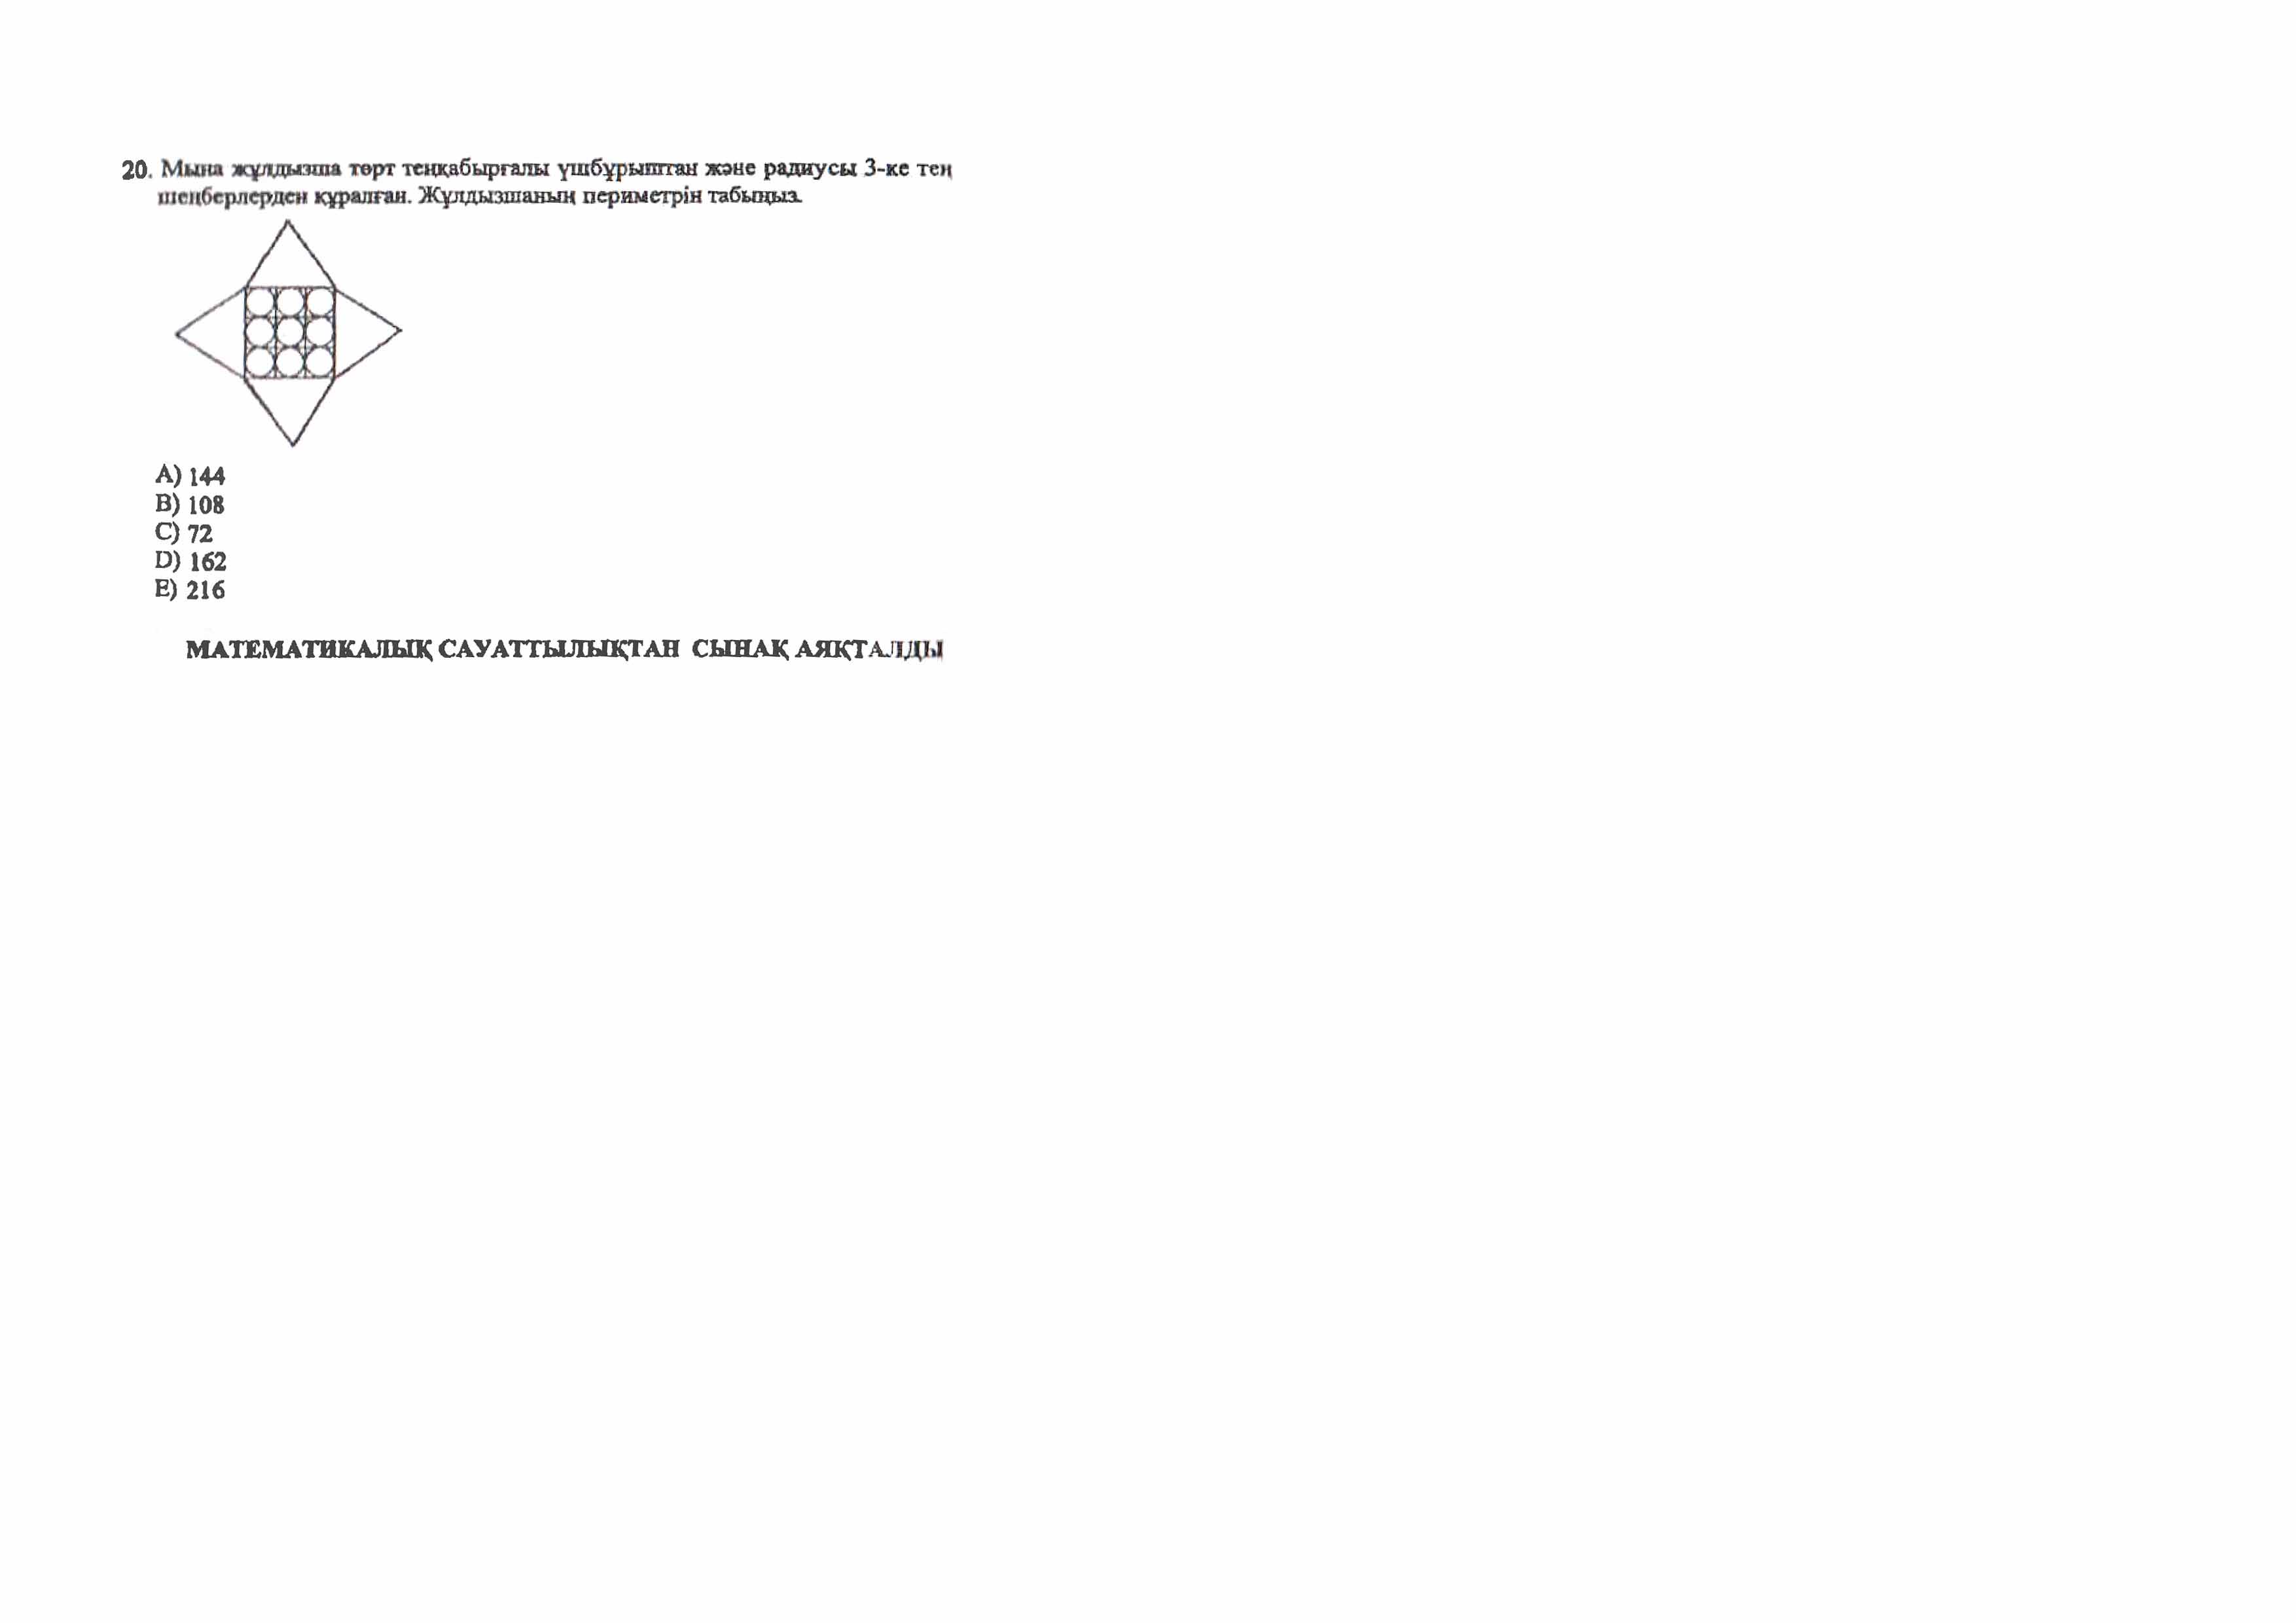 20. Мына жұлдызша төрт теңқабырғалы үшбұрыштан және радиусы 3-ке тең
шеңберлерден құралған. Жұлдызшаның периметрін табыңыз.
A) 144
B) 108
C) 72
D) 162
E) 216
МАТЕМАТИКАЛЫҚ САУАТТЫЛЫҚТАН СЫНАҚ АЯҚТАЛДЫ